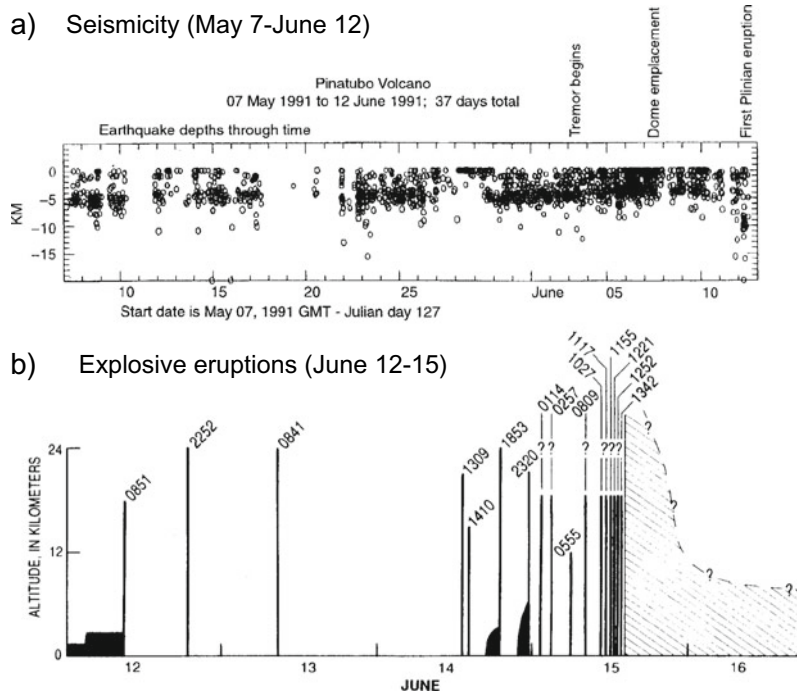 a) Seismicity (May 7-June 12)
Pinatubo Volcano
07 May 1991 to 12 June 1991; 37 days total
Earthquake depths through time
Tremor begins
Dome emplacement
First Plinian eruption
KM
0
−5
−10
−15
10 15 20 25 June 05 10
Start date is May 07, 1991 GMT - Julian day 127
b) Explosive eruptions (June 12-15)
ALTITUDE, IN KILOMETERS
24
12
0
0851
2252
0841
1309
1410
1853
2320
0114
0257
0555
0809
1027
1117
1155
1221
1252
1342
? ? ? ? ? ? ? ? ? ?
12 13 14 15 16
JUNE